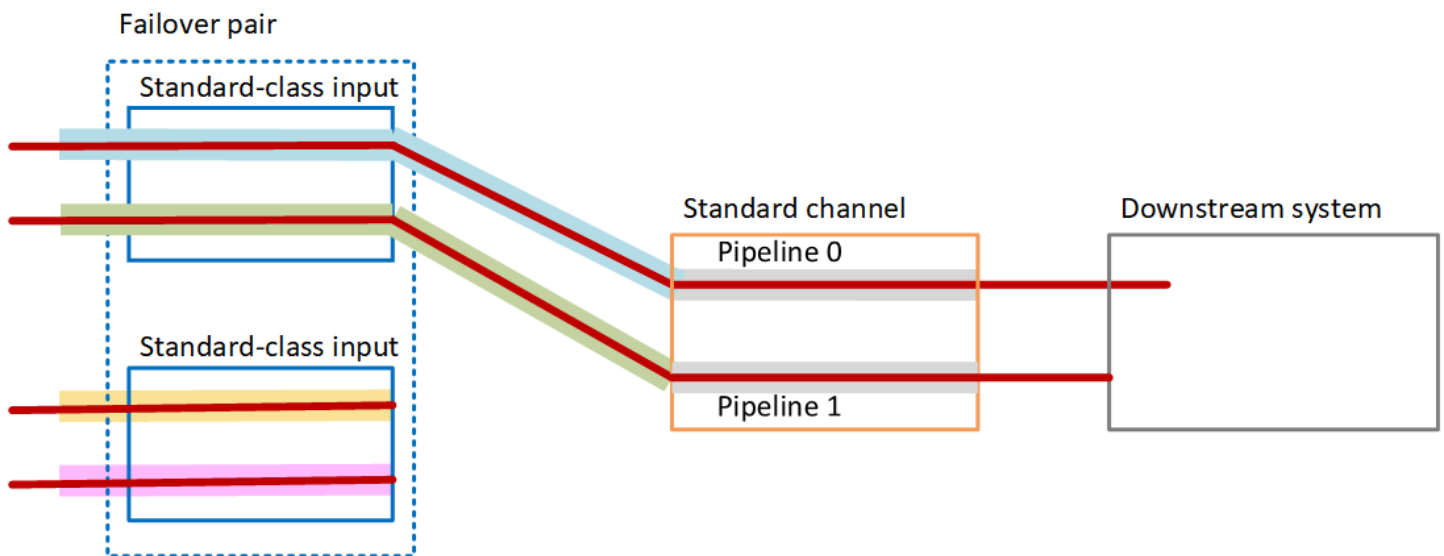 Failover pair
Standard-class input
Standard channel
Downstream system
Pipeline 0
Standard-class input
Pipeline 1